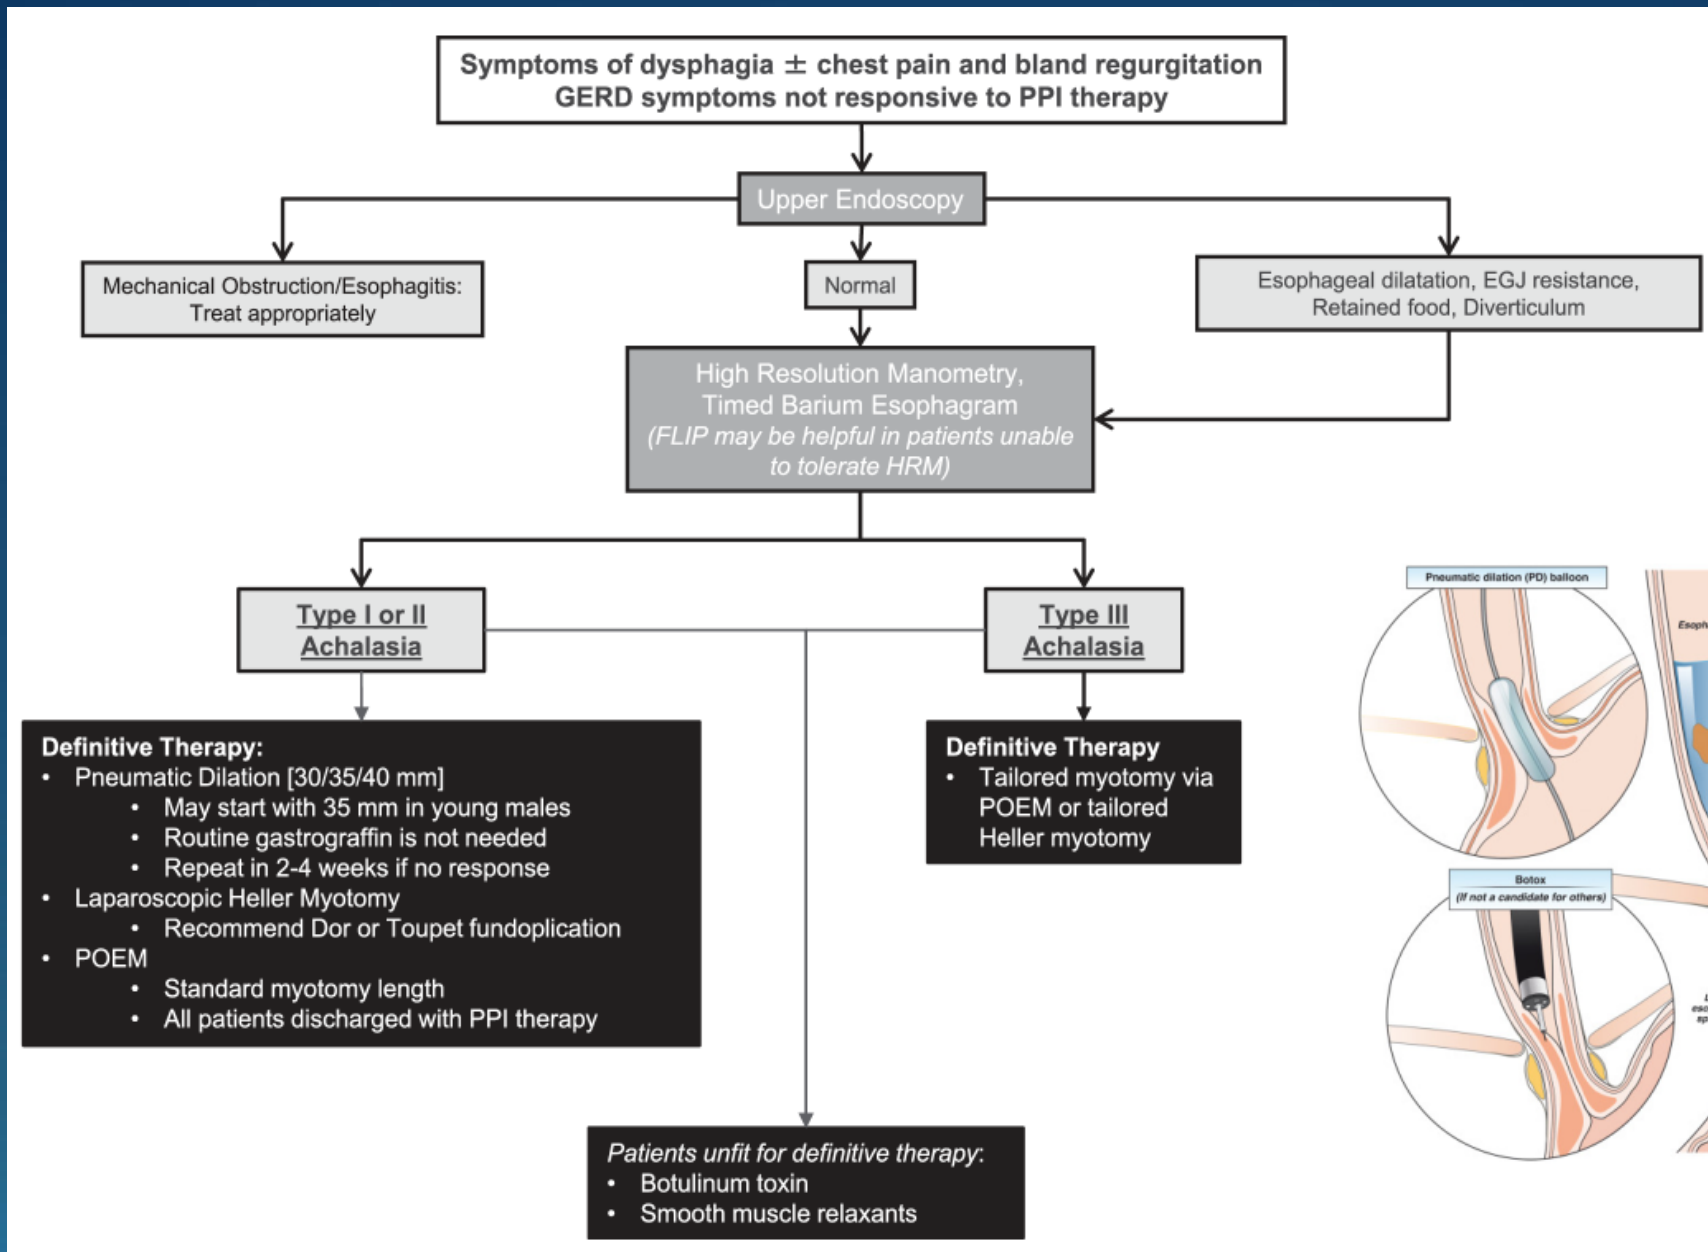 Symptoms of dysphagia ± chest pain and bland regurgitation
GERD symptoms not responsive to PPI therapy
Upper Endoscopy
Mechanical Obstruction/Esophagitis:
Treat appropriately
Normal
Esophageal dilatation, EGJ resistance,
Retained food, Diverticulum
High Resolution Manometry,
Timed Barium Esophagram
(FLIP may be helpful in patients unable
to tolerate HRM)
Type I or II
Achalasia
Type III
Achalasia
Definitive Therapy:
• Pneumatic Dilation [30/35/40 mm]
• May start with 35 mm in young males
• Routine gastrograffin is not needed
• Repeat in 2-4 weeks if no response
• Laparoscopic Heller Myotomy
• Recommend Dor or Toupet fundoplication
• POEM
• Standard myotomy length
• All patients discharged with PPI therapy
Definitive Therapy
• Tailored myotomy via
POEM or tailored
Heller myotomy
Patients unfit for definitive therapy:
• Botulinum toxin
• Smooth muscle relaxants
Pneumatic dilation (PD) balloon
Botox
(If not a candidate for others)